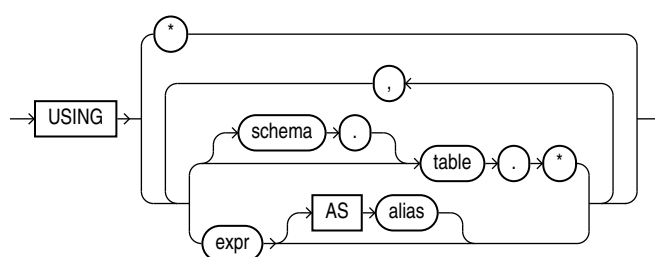 *
,
USING
schema .
table . *
AS alias
expr